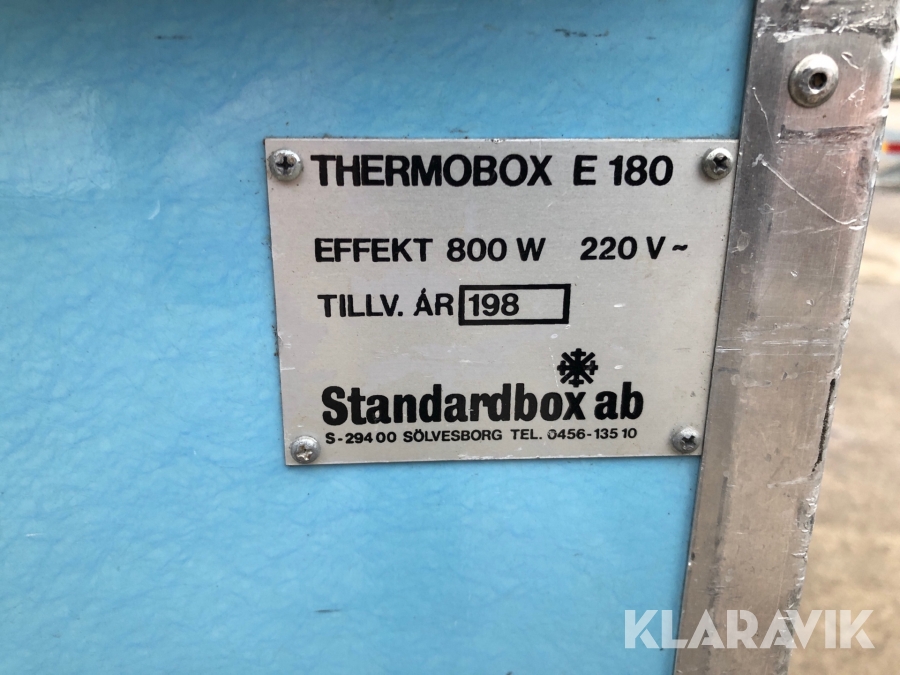 THERMOBOX E 180
EFFEKT 800 W 220 V ~
TILLV. ÅR 198
Standardbox ab
S-294 00 SÖLVESBORG TEL. 0456-135 10
KLARAVIK